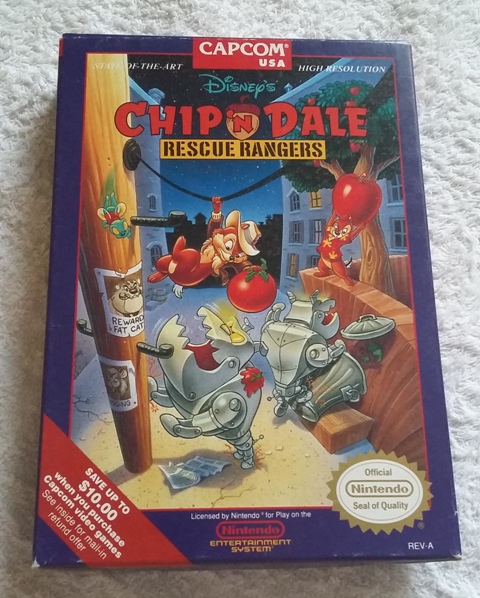 CAPCOM®
USA
STATE-OF-THE-ART
HIGH RESOLUTION
Disney's
CHIP 'N DALE
RESCUE RANGERS
REWARD
FAT CAT
SAVE UP TO
$10.00
when you purchase
Capcom video games
See inside for mail-in
refund offer
Licensed by Nintendo® for Play on the
Nintendo
ENTERTAINMENT
SYSTEM™
Official
Nintendo
Seal of Quality
REV-A